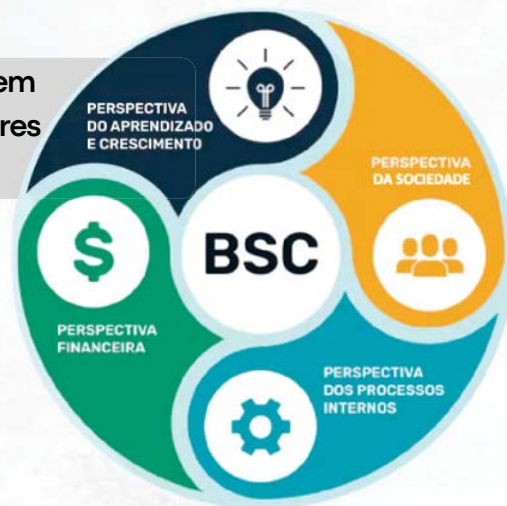 em
res
PERSPECTIVA
DO APRENDIZADO
E CRESCIMENTO
PERSPECTIVA
DA SOCIEDADE
BSC
$
PERSPECTIVA
FINANCEIRA
PERSPECTIVA
DOS PROCESSOS
INTERNOS